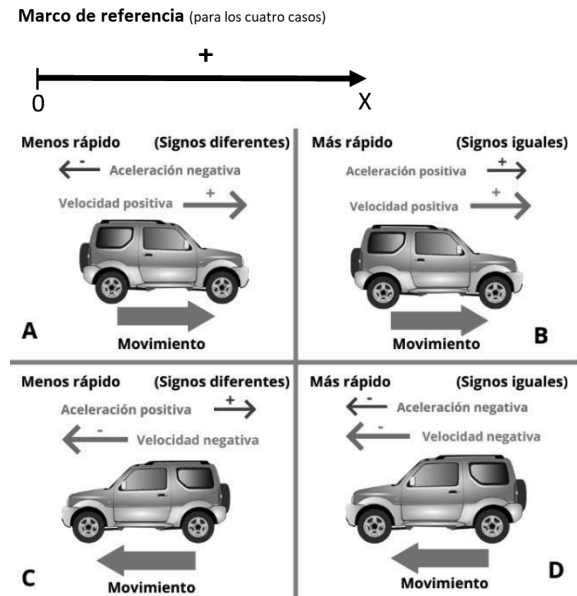 Marco de referencia (para los cuatro casos)
+
0 X
Menos rápido (Signos diferentes)
- Aceleración negativa
Velocidad positiva +
A
Movimiento
Más rápido (Signos iguales)
Aceleración positiva +
Velocidad positiva +
Movimiento
B
Menos rápido (Signos diferentes)
Aceleración positiva +
- Velocidad negativa
C
Movimiento
Más rápido (Signos iguales)
- Aceleración negativa
- Velocidad negativa
D
Movimiento